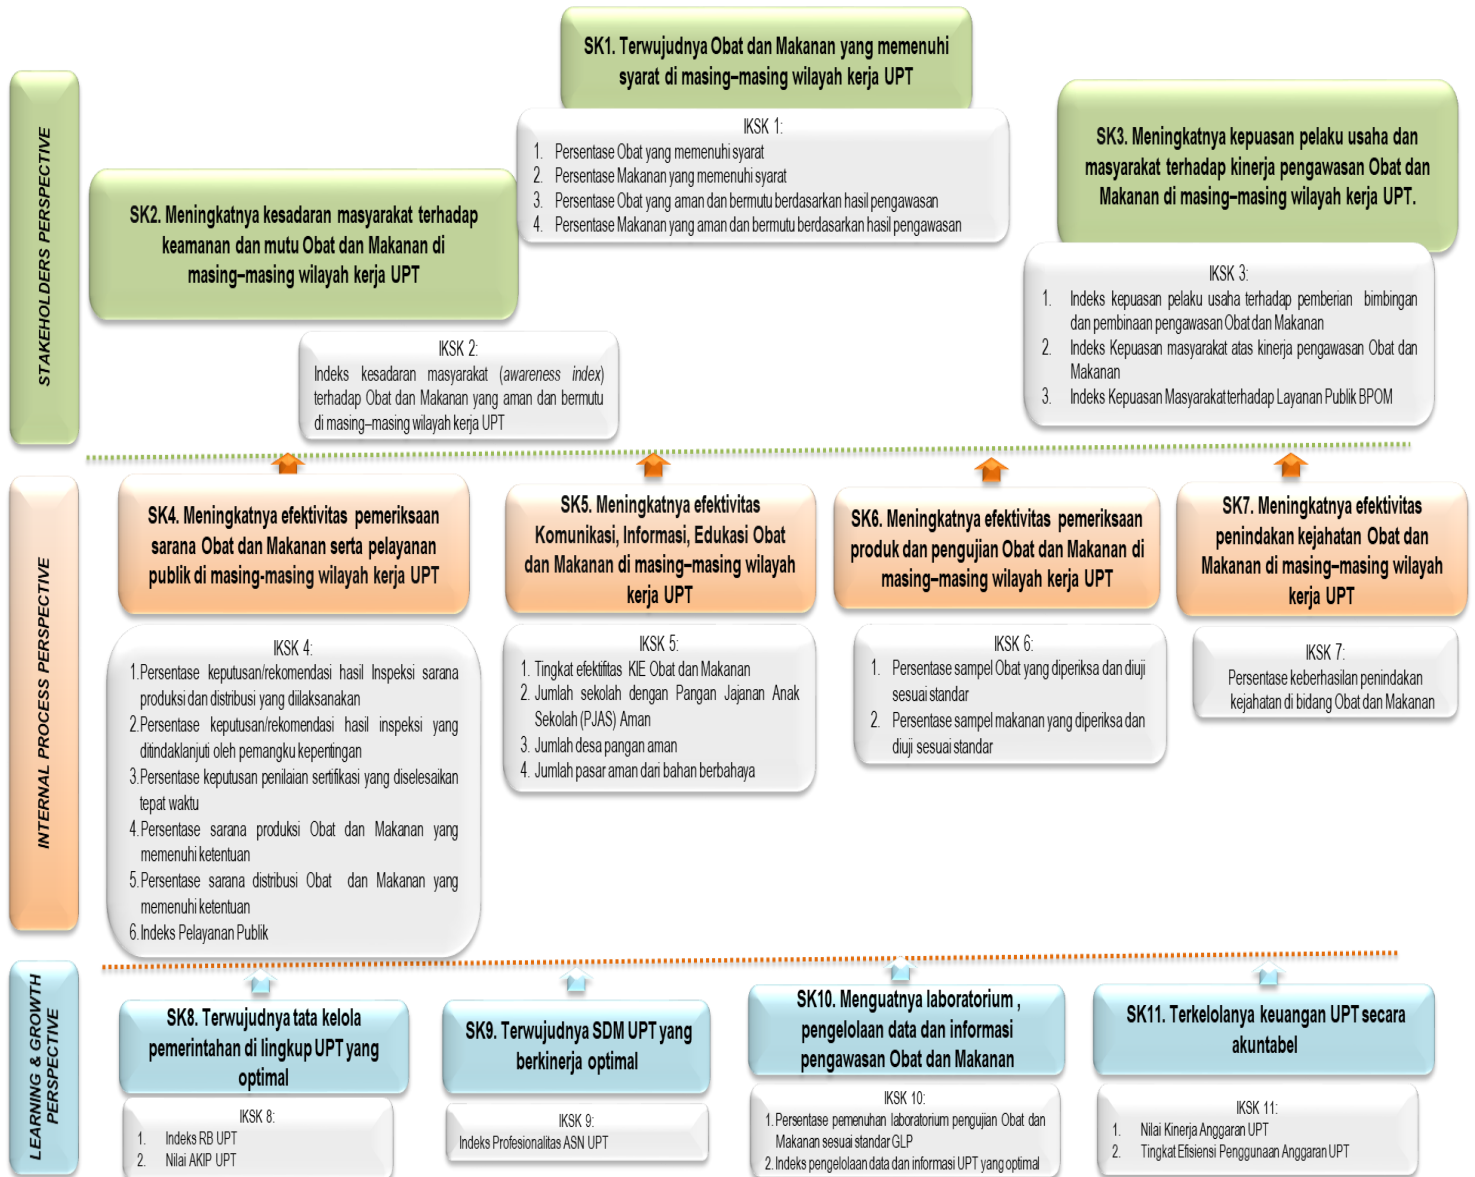 STAKEHOLDERS PERSPECTIVE
SK1. Terwujudnya Obat dan Makanan yang memenuhi
syarat di masing–masing wilayah kerja UPT
IKSK 1:
1. Persentase Obat yang memenuhi syarat
2. Persentase Makanan yang memenuhi syarat
3. Persentase Obat yang aman dan bermutu berdasarkan hasil pengawasan
4. Persentase Makanan yang aman dan bermutu berdasarkan hasil pengawasan
SK2. Meningkatnya kesadaran masyarakat terhadap
keamanan dan mutu Obat dan Makanan di
masing–masing wilayah kerja UPT
IKSK 2:
Indeks kesadaran masyarakat (awareness index)
terhadap Obat dan Makanan yang aman dan bermutu
di masing–masing wilayah kerja UPT
SK3. Meningkatnya kepuasan pelaku usaha dan
masyarakat terhadap kinerja pengawasan Obat dan
Makanan di masing–masing wilayah kerja UPT.
IKSK 3:
1. Indeks kepuasan pelaku usaha terhadap pemberian bimbingan
dan pembinaan pengawasan Obat dan Makanan
2. Indeks Kepuasan masyarakat atas kinerja pengawasan Obat dan
Makanan
3. Indeks Kepuasan Masyarakat terhadap Layanan Publik BPOM
INTERNAL PROCESS PERSPECTIVE
SK4. Meningkatnya efektivitas pemeriksaan
sarana Obat dan Makanan serta pelayanan
publik di masing-masing wilayah kerja UPT
IKSK 4:
1. Persentase keputusan/rekomendasi hasil Inspeksi sarana
produksi dan distribusi yang diilaksanakan
2. Persentase keputusan/rekomendasi hasil inspeksi yang
ditindaklanjuti oleh pemangku kepentingan
3. Persentase keputusan penilaian sertifikasi yang diselesaikan
tepat waktu
4. Persentase sarana produksi Obat dan Makanan yang
memenuhi ketentuan
5. Persentase sarana distribusi Obat dan Makanan yang
memenuhi ketentuan
6. Indeks Pelayanan Publik
SK5. Meningkatnya efektivitas
Komunikasi, Informasi, Edukasi Obat
dan Makanan di masing–masing wilayah
kerja UPT
IKSK 5:
1. Tingkat efektifitas KIE Obat dan Makanan
2. Jumlah sekolah dengan Pangan Jajanan Anak
Sekolah (PJAS) Aman
3. Jumlah desa pangan aman
4. Jumlah pasar aman dari bahan berbahaya
SK6. Meningkatnya efektivitas pemeriksaan
produk dan pengujian Obat dan Makanan di
masing–masing wilayah kerja UPT
IKSK 6:
1. Persentase sampel Obat yang diperiksa dan diuji
sesuai standar
2. Persentase sampel makanan yang diperiksa dan
diuji sesuai standar
SK7. Meningkatnya efektivitas
penindakan kejahatan Obat dan
Makanan di masing–masing wilayah
kerja UPT
IKSK 7:
Persentase keberhasilan penindakan
kejahatan di bidang Obat dan Makanan
LEARNING & GROWTH
PERSPECTIVE
SK8. Terwujudnya tata kelola
pemerintahan di lingkup UPT yang
optimal
IKSK 8:
1. Indeks RB UPT
2. Nilai AKIP UPT
SK9. Terwujudnya SDM UPT yang
berkinerja optimal
IKSK 9:
Indeks Profesionalitas ASN UPT
SK10. Menguatnya laboratorium ,
pengelolaan data dan informasi
pengawasan Obat dan Makanan
IKSK 10:
1. Persentase pemenuhan laboratorium pengujian Obat dan
Makanan sesuai standar GLP
2. Indeks pengelolaan data dan informasi UPT yang optimal
SK11. Terkelolanya keuangan UPT secara
akuntabel
IKSK 11:
1. Nilai Kinerja Anggaran UPT
2. Tingkat Efisiensi Penggunaan Anggaran UPT